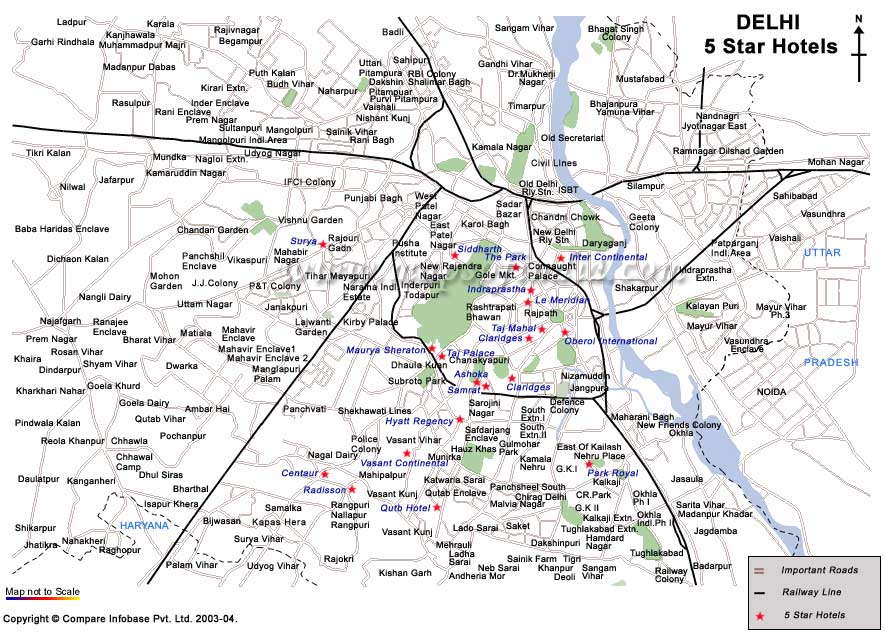 DELHI
5 Star Hotels
N
Ladpur
Karala
Kanjhawala
Garhi Rindhala
Muhammadpur Majri
Rajivnagar
Begampur
Badli
Sangam Vihar
Bhagat Singh
Colony
Madanpur Dabas
Puth Kalan
Budh Vihar
Uttari
Pitampura
Sahipur
RBI Colony
Dakshin
Pitampuar
Shalimar Bagh
Gandhi Vihar
Dr.Mukherji
Nagar
Mustafabad
Kirari Extn.
Naharpur
Purvi Pitampura
Vaishali
Timarpur
Bhajanpura
Yamuna Vihar
Rasulpur
Inder Enclave
Rani Enclave
Prem Nagar
Nishant Kunj
Nandnagri
Jyotinagar East
Sultanpuri
Mangolpuri
Sainik Vihar
Rani Bagh
Mangolpuri Indl.Area
Old Secretariat
Kamala Nagar
Ramnagar
Dilshad Garden
Tikri Kalan
Mundka
Nagloi Extn.
Udyog Nagar
Civil Lines
Mohan Nagar
Kamaruddin Nagar
Nilwal
Jafarpur
IFCI Colony
Old Delhi
Rly.Stn.
ISBT
Silampur
Punjabi Bagh
West
Patel
Nagar
Sadar
Bazar
Sahibabad
Vishnu Garden
Chandni Chowk
Geeta
Colony
Vasundhra
Baba Haridas Enclave
Chandan Garden
East
Patel
Nagar
Karol Bagh
New Delhi
Rly Stn
Surya
Rajouri
Gadn
Pusha
Institute
Siddharth
Daryaganj
Patparganj
Indl.Area
Vaishali
UTTAR
Dichaon Kalan
Panchshil
Enclave
Vikaspuri
Mahabir
Nagar
The Park
Inter Continental
Mohon
Garden
J.J.Colony
P&T Colony
Tihar
Mayapuri
New Rajendra
Nagar
Gole Mkt.
Connaught
Palace
Indraprastha
Extn
Naraina Indl
Estate
Inderpuri
Todapur
Indraprastha
Shakarpur
Nangli Dairy
Uttam Nagar
Janakpuri
Rashtrapati
Bhawan
Le Meridian
Rajpath
Kalayan Puri
Mayur Vihar
Ph.3
Najafgarh
Ranajee
Enclave
Matiala
Mahavir
Enclave
Lajwanti
Garden
Kirby Palace
Taj Mahal
Claridges
Oberol International
Mayur Vihar
Prem Nagar
Bharat Vihar
Vasundhra
Enclave
Rosan Vihar
Mahavir Enclave1
Mahavir Enclave 2
Maurya Sheraton
Taj Palace
Khaira
Shyam Vihar
Chanakyapuri
PRADESH
Dindarpur
Dwarka
Manglapuri
Palam
Dhaula Kuan
Ashoka
Nizamuddin
Kharkhari Nahar
Goela Khurd
Subroto Park
Samrat
Claridges
Jangpura
NOIDA
Goela Dairy
Ambar Hai
Panchvati
Shekhawati Lines
Sarojini
Nagar
Defence
Colony
Qutab Vihar
South
Extn.I
Maharani Bagh
Pindwala Kalan
Hyatt Regency
South
Extn.II
New Friends Colony
Okhla
Pochanpur
Safdarjang
Enclave
Reola Khanpur
Chhawla
Police
Colony
Vasant Vihar
Gulmohar
Park
East Of Kailash
Chhawal
Camp
Nagal Dairy
Munirka
Hauz Khas
Kamala
Nehru
Nehru Place
Vasant Continental
G.K.I
Dhul Siras
Centaur
Mahipalpur
Park Royal
Daulatpur
Kanganheri
Katwaria Sarai
Kalkaji
Jasaula
Bharthal
Radisson
Vasant Kunj
Qutab Enclave
Panchseel South
Chirag Delhi
CR.Park
Okhla
Ph I
Isapur Khera
Samalka
Rangpuri
Nallapur
Rangpuri
Qutb Hotel
Malvia Nagar
G.K II
Sarita Vihar
Madanpur Khadar
Shikarpur
HARYANA
Bijwasan
Kapas Hera
Kalkaji Extn.
Okhla
Indl.Ph II
Nahakheri
Surya Vihar
Vasant Kunj
Lado Sarai
Saket
Tughlakabad Extn.
Jagdamba
Jhatikra
Raghopur
Mehrauli
Ladha
Sarai
Dakshinpuri
Hamdard
Nagar
Rajokri
Sainik Farm
Tigri
Tughlakabad
Palam Vihar
Udyog Vihar
Kishan Garh
Neb Sarai
Andheria Mor
Khanpur
Deoli
Sangam
Vihar
Railway
Colony
Badarpur
Map not to Scale
Important Roads
Railway Line
5 Star Hotels
Copyright © Compare Infobase Pvt. Ltd. 2003-04.